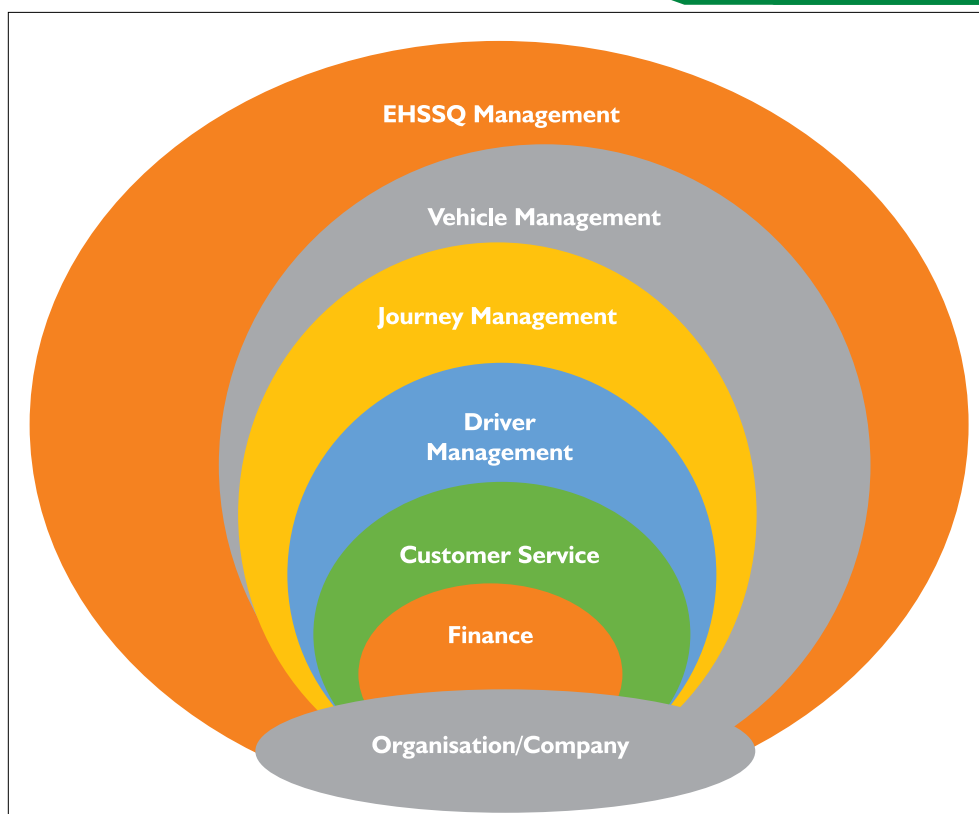 EHSSQ Management
Vehicle Management
Journey Management
Driver
Management
Customer Service
Finance
Organisation/Company